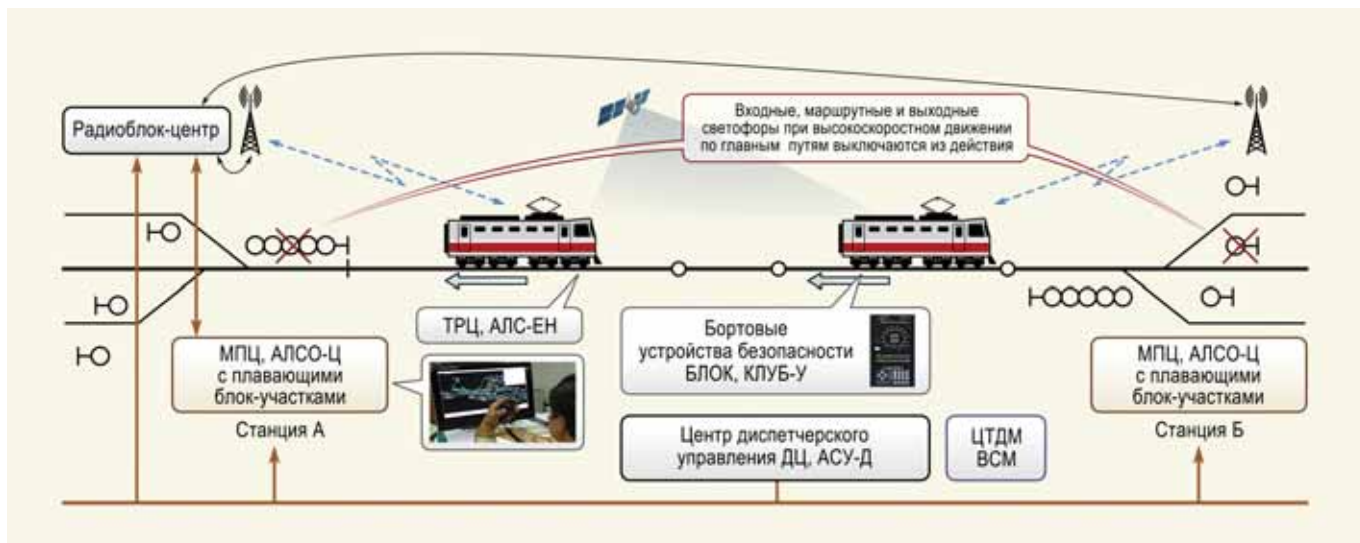 Радиоблок-центр
Входные, маршрутные и выходные
светофоры при высокоскоростном движении
по главным путям выключаются из действия
ТРЦ, АЛС-ЕН
Бортовые
устройства безопасности
БЛОК, КЛУБ-У
МПЦ, АЛСО-Ц
с плавающими
блок-участками
Станция А
МПЦ, АЛСО-Ц
с плавающими
блок-участками
Станция Б
Центр диспетчерского
управления ДЦ, АСУ-Д
ЦТДМ
ВСМ